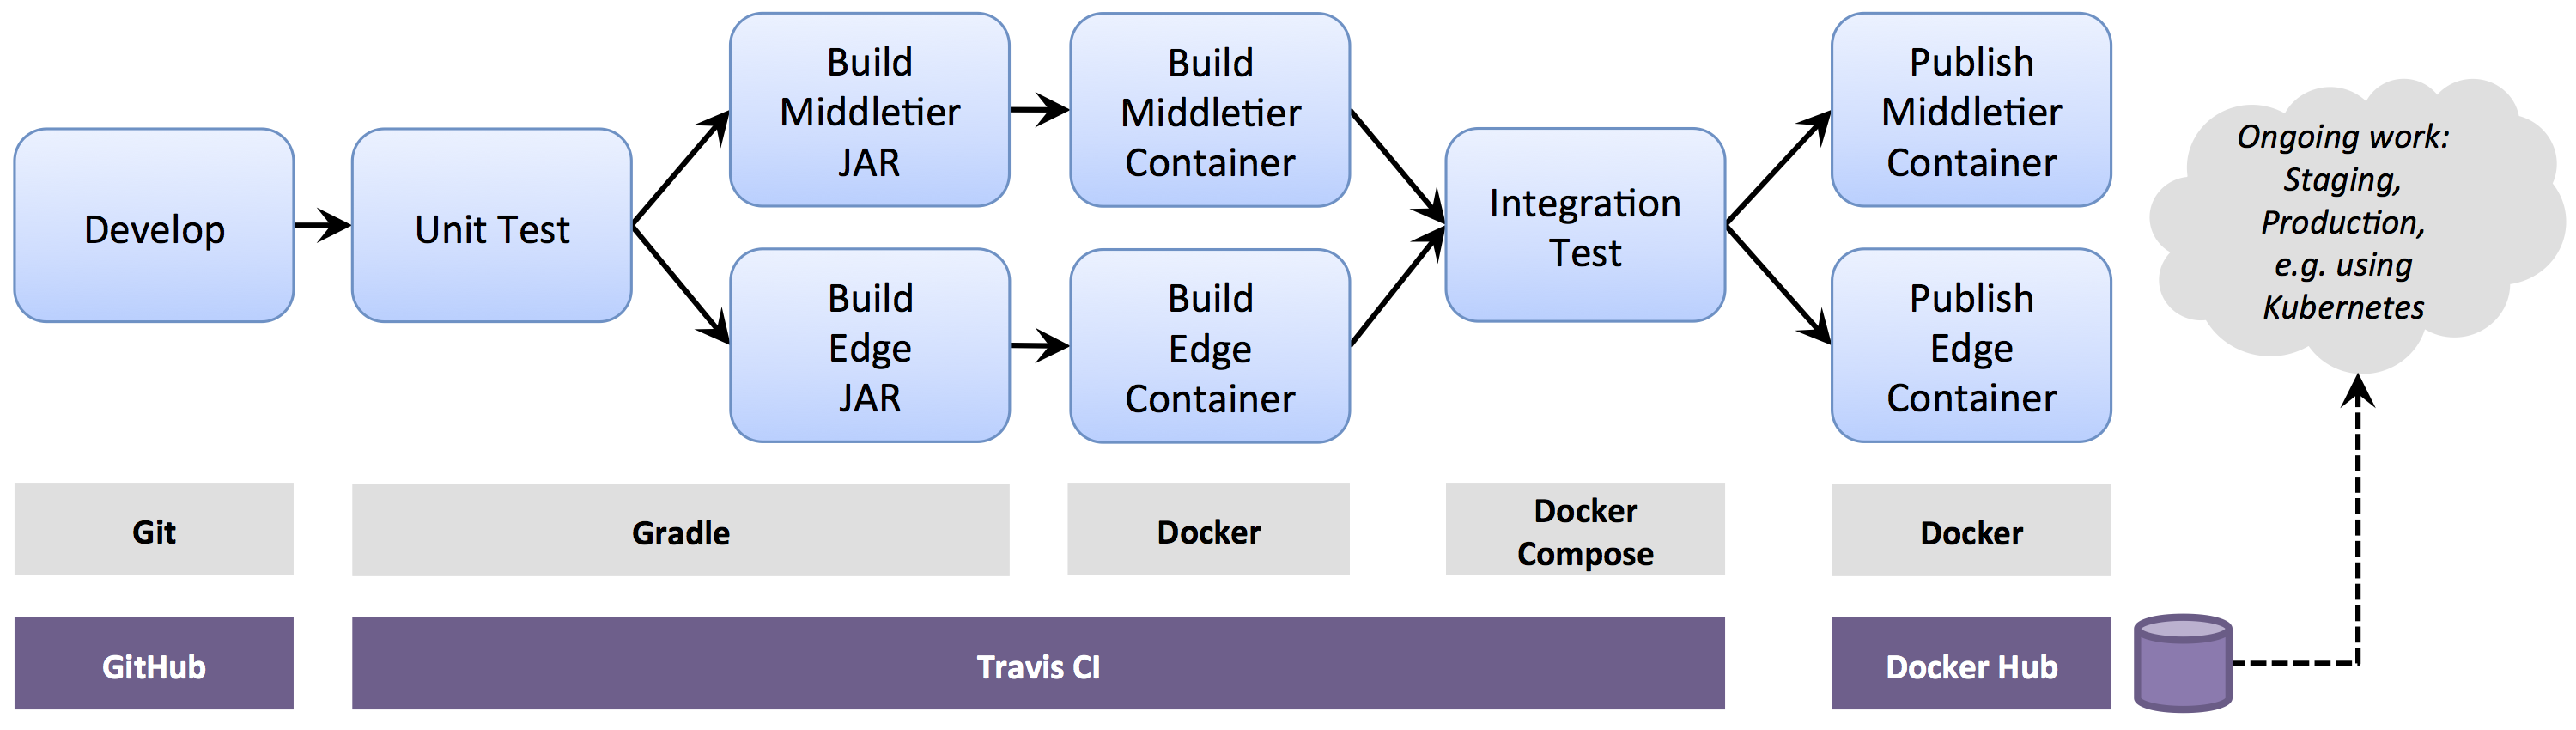 Develop
Unit Test
Build
Middletier
JAR
Build
Edge
JAR
Build
Middletier
Container
Build
Edge
Container
Integration
Test
Publish
Middletier
Container
Publish
Edge
Container
Ongoing work:
Staging,
Production,
e.g. using
Kubernetes
Git
Gradle
Docker
Docker
Compose
Docker
GitHub
Travis CI
Docker Hub